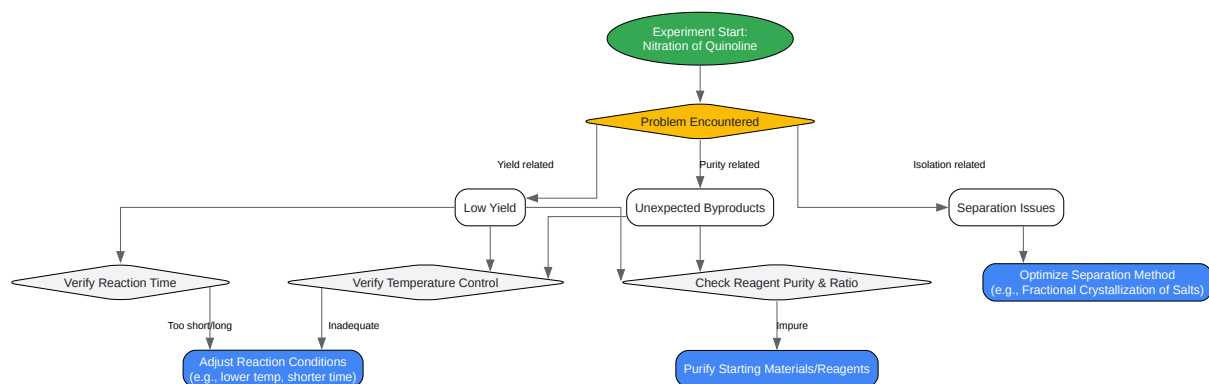 Experiment Start:
Nitration of Quinoline
Problem Encountered
Yield related
Purity related
Isolation related
Low Yield
Unexpected Byproducts
Separation Issues
Verify Reaction Time
Verify Temperature Control
Check Reagent Purity & Ratio
Optimize Separation Method
(e.g., Fractional Crystallization of Salts)
Too short/long
Inadequate
Impure
Adjust Reaction Conditions
(e.g., lower temp, shorter time)
Purify Starting Materials/Reagents